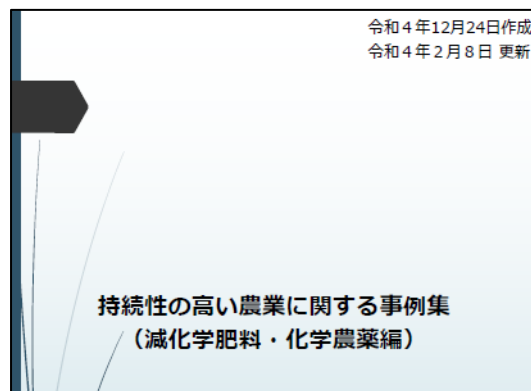 令和４年12月24日作成
令和４年２月８日 更新
持続性の高い農業に関する事例集
（減化学肥料・化学農薬編）